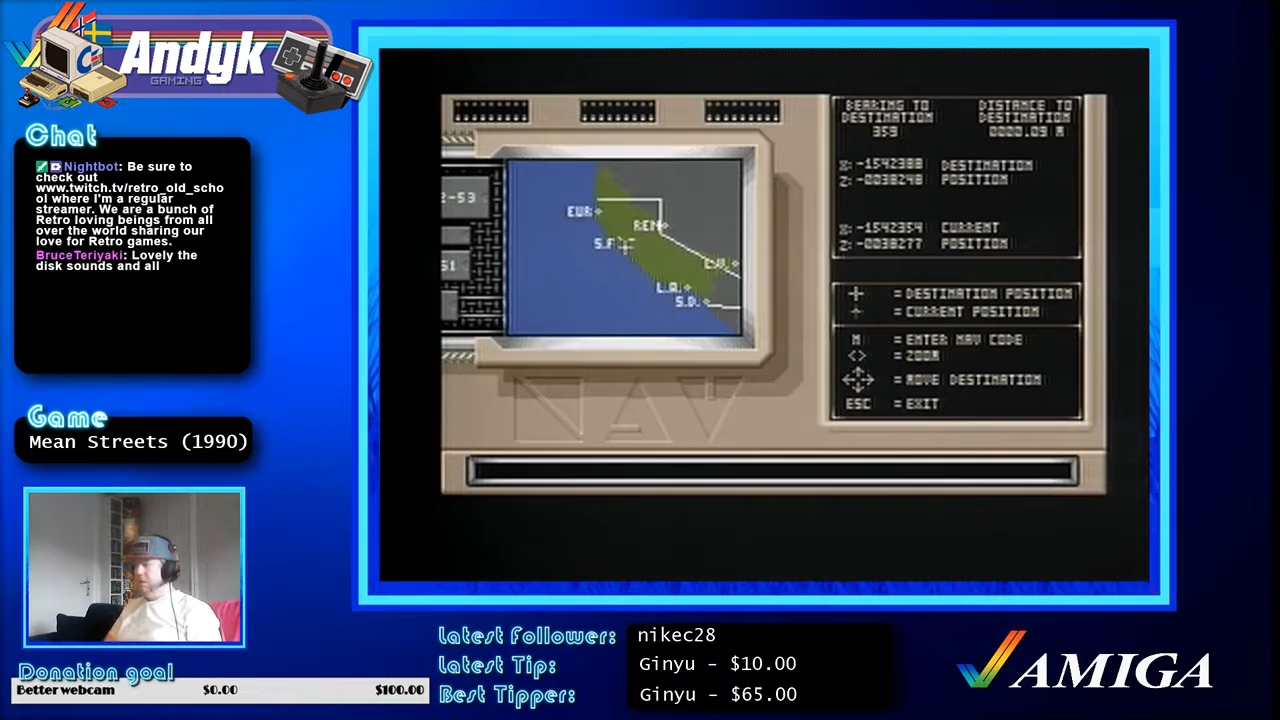 Andyk
GAMING
Chat
Nightbot: Be sure to
check out
www.twitch.tv/retro_old_scho
ol where I'm a regular
streamer. We are a bunch of
Retro loving beings from all
over the world sharing our
love for Retro games.
BruceTeriyaki: Lovely the
disk sounds and all
Game
Mean Streets (1990)
Donation goal
Better webcam $0.00 $100.00
BEARING TO DESTINATION
359
DISTANCE TO DESTINATION
0000.09 M
X:-1542388 DESTINATION
Z:-0038248 POSITION
X:-1542354 CURRENT
Z:-0038277 POSITION
= DESTINATION POSITION
= CURRENT POSITION
N = ENTER NAV CODE
<> = ZOOM
= MOVE DESTINATION
ESC = EXIT
2-53
51
EUR
REN
S.F.
L.V.
L.A.
S.D.
NAV
Latest Follower: nikec28
Latest Tip: Ginyu - $10.00
Best Tipper: Ginyu - $65.00
AMIGA